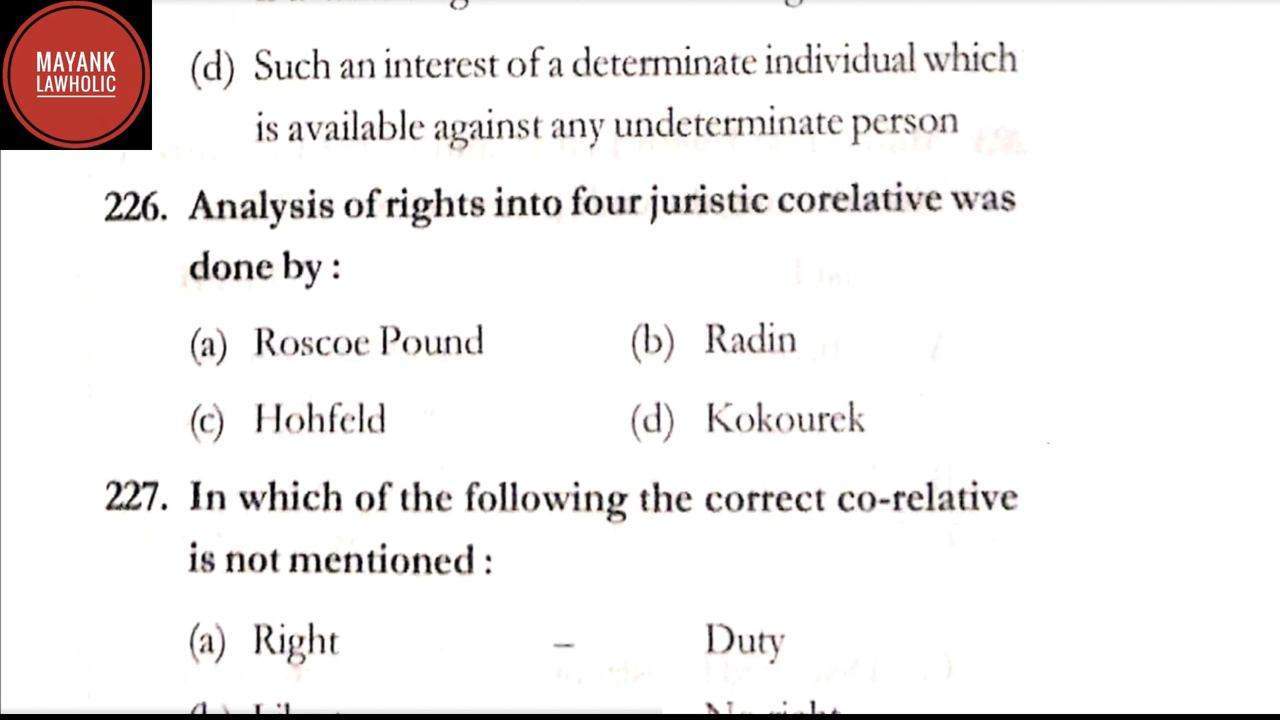 MAYANK
LAWHOLIC
(d) Such an interest of a determinate individual which
is available against any undeterminate person
226. Analysis of rights into four juristic corelative was
done by :
(a) Roscoe Pound (b) Radin
(c) Hohfeld (d) Kokourek
227. In which of the following the correct co-relative
is not mentioned :
(a) Right – Duty